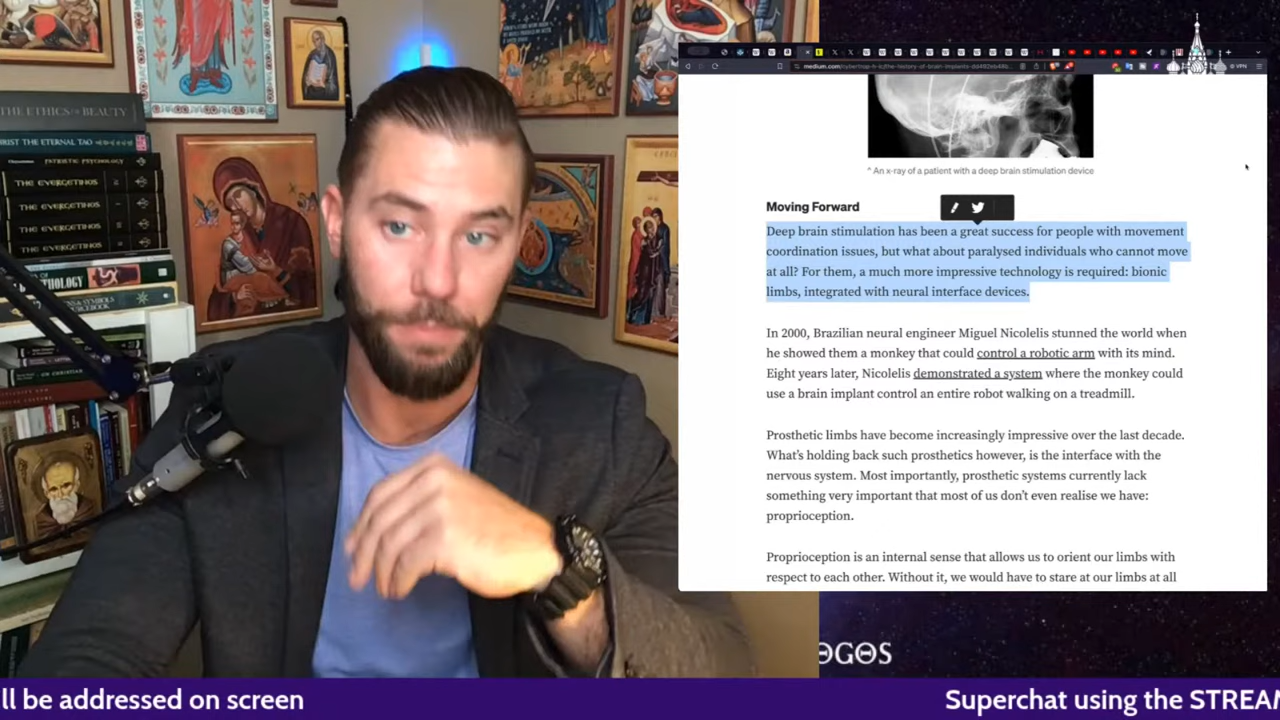 THE ETHICS OF BEAUTY
CHRIST THE ETERNAL TAO
PATRISTIC PSYCHOLOGY
THE EVERGETINOS
THE EVERGETINOS
THE EVERGETINOS
THE EVERGETINOS
VPN
* An x-ray of a patient with a deep brain stimulation device
Moving Forward
Deep brain stimulation has been a great success for people with movement
coordination issues, but what about paralysed individuals who cannot move
at all? For them, a much more impressive technology is required: bionic
limbs, integrated with neural interface devices.
In 2000, Brazilian neural engineer Miguel Nicolelis stunned the world when
he showed them a monkey that could control a robotic arm with its mind.
Eight years later, Nicolelis demonstrated a system where the monkey could
use a brain implant control an entire robot walking on a treadmill.
Prosthetic limbs have become increasingly impressive over the last decade.
What’s holding back such prosthetics however, is the interface with the
nervous system. Most importantly, prosthetic systems currently lack
something very important that most of us don’t even realise we have:
proprioception.
Proprioception is an internal sense that allows us to orient our limbs with
respect to each other. Without it, we would have to stare at our limbs at all
OGOS
ll be addressed on screen
Superchat using the STREAM